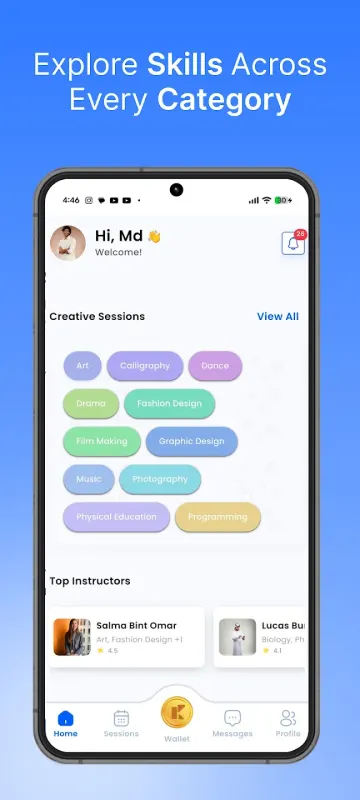 Explore Skills Across
Every Category
4:46
Hi, Md 👋
Welcome!
28
Creative Sessions
View All
Art
Calligraphy
Dance
Drama
Fashion Design
Film Making
Graphic Design
Music
Photography
Physical Education
Programming
Top Instructors
Salma Bint Omar
Art, Fashion Design +1
4.5
Lucas Bu
Biology, Ph
4.1
Home
Sessions
K
Wallet
Messages
Profile